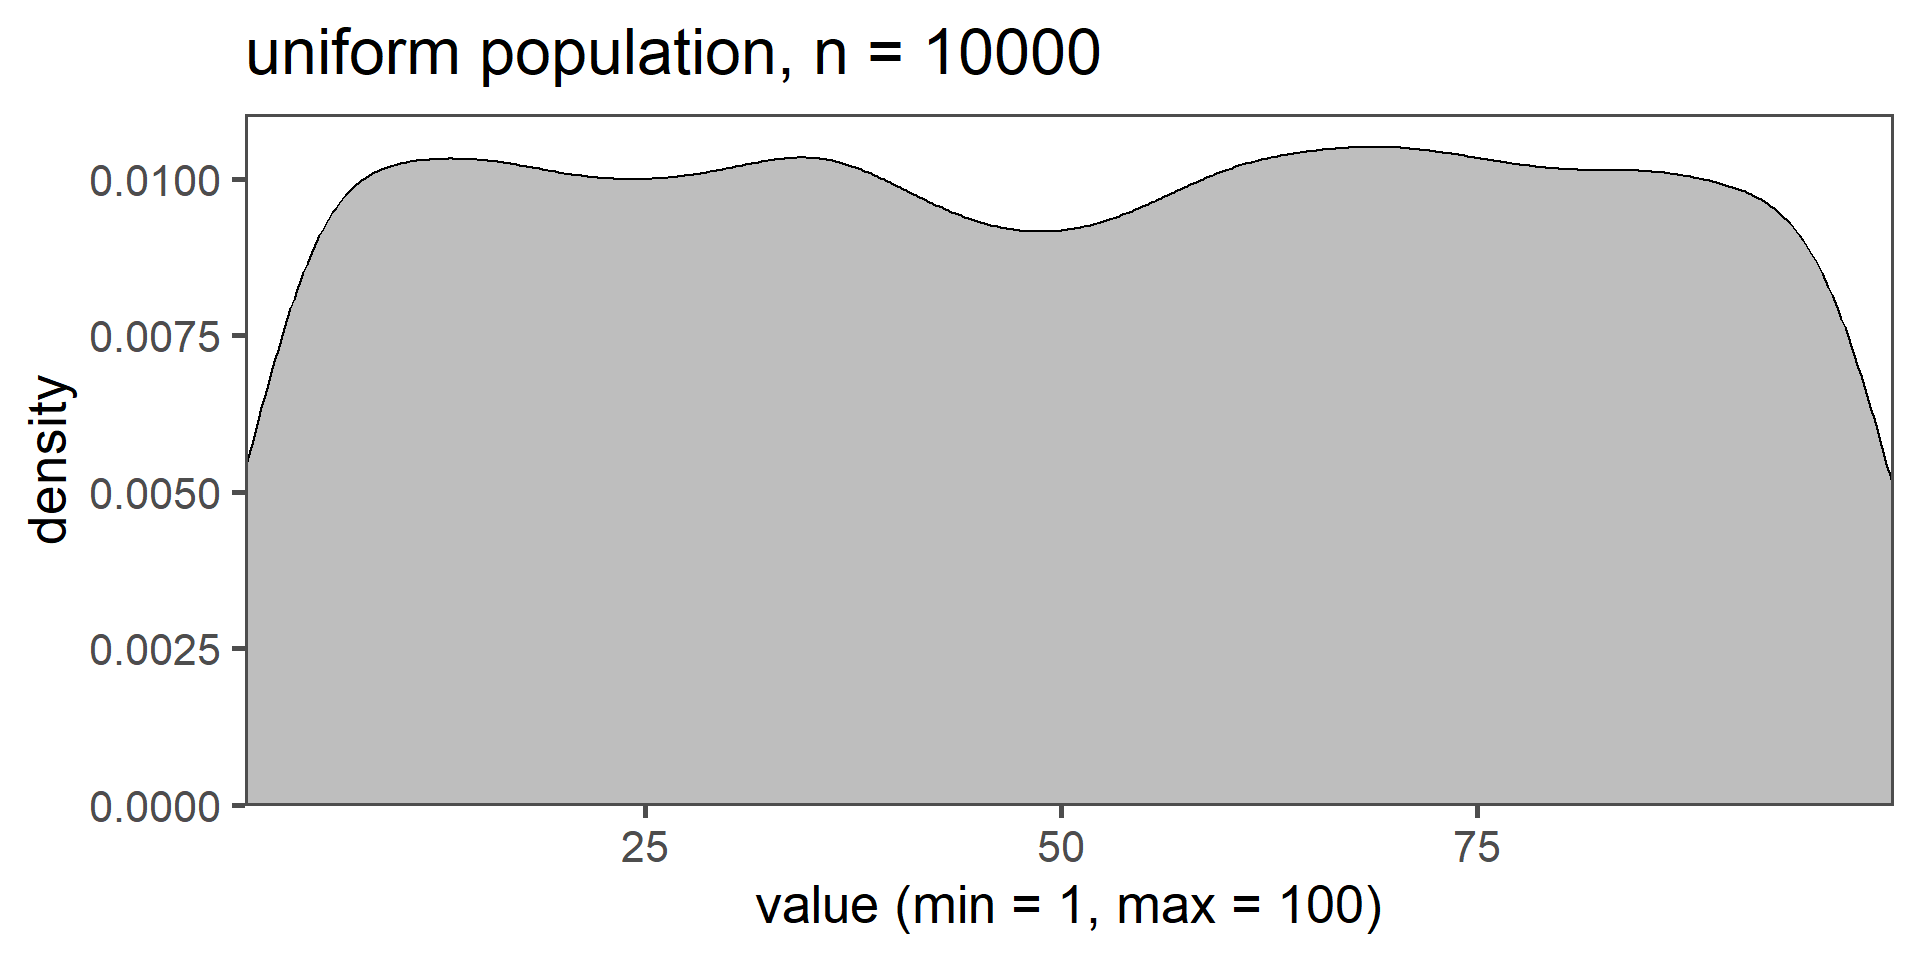 uniform population, n = 10000
density
0.0100
0.0075
0.0050
0.0025
0.0000
25 50 75
value (min = 1, max = 100)